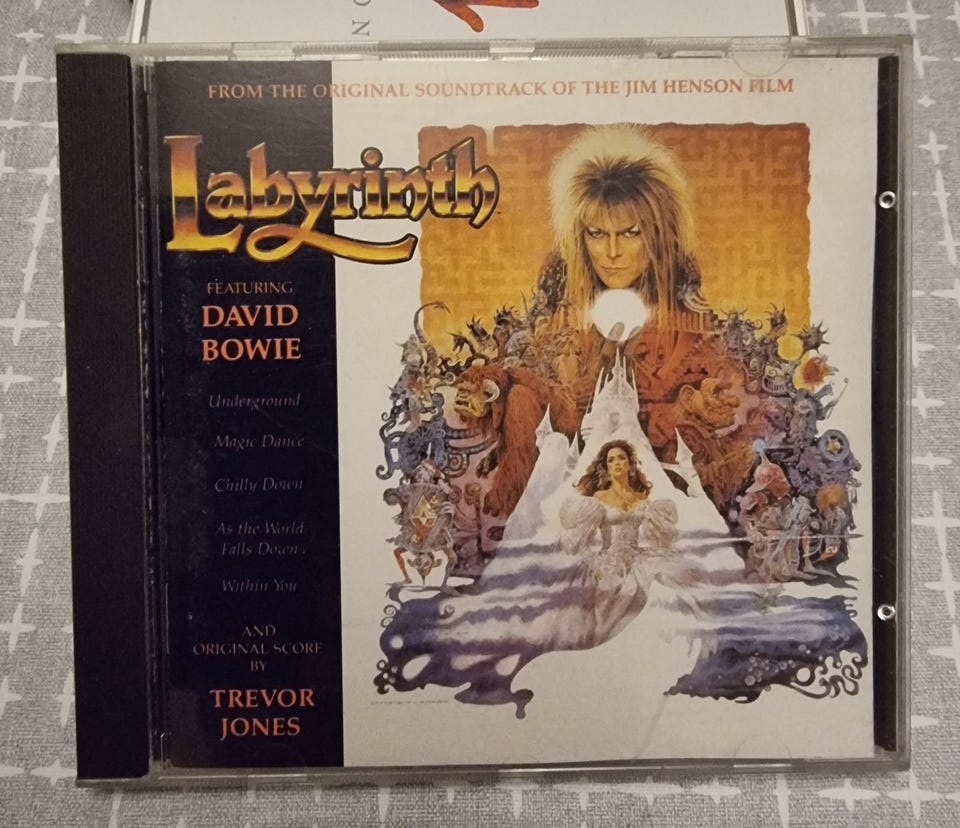 FROM THE ORIGINAL SOUNDTRACK OF THE JIM HENSON FILM
Labyrinth
FEATURING
DAVID
BOWIE
Underground
Magic Dance
Chilly Down
As the World
Falls Down
Within You
AND
ORIGINAL SCORE
BY
TREVOR
JONES